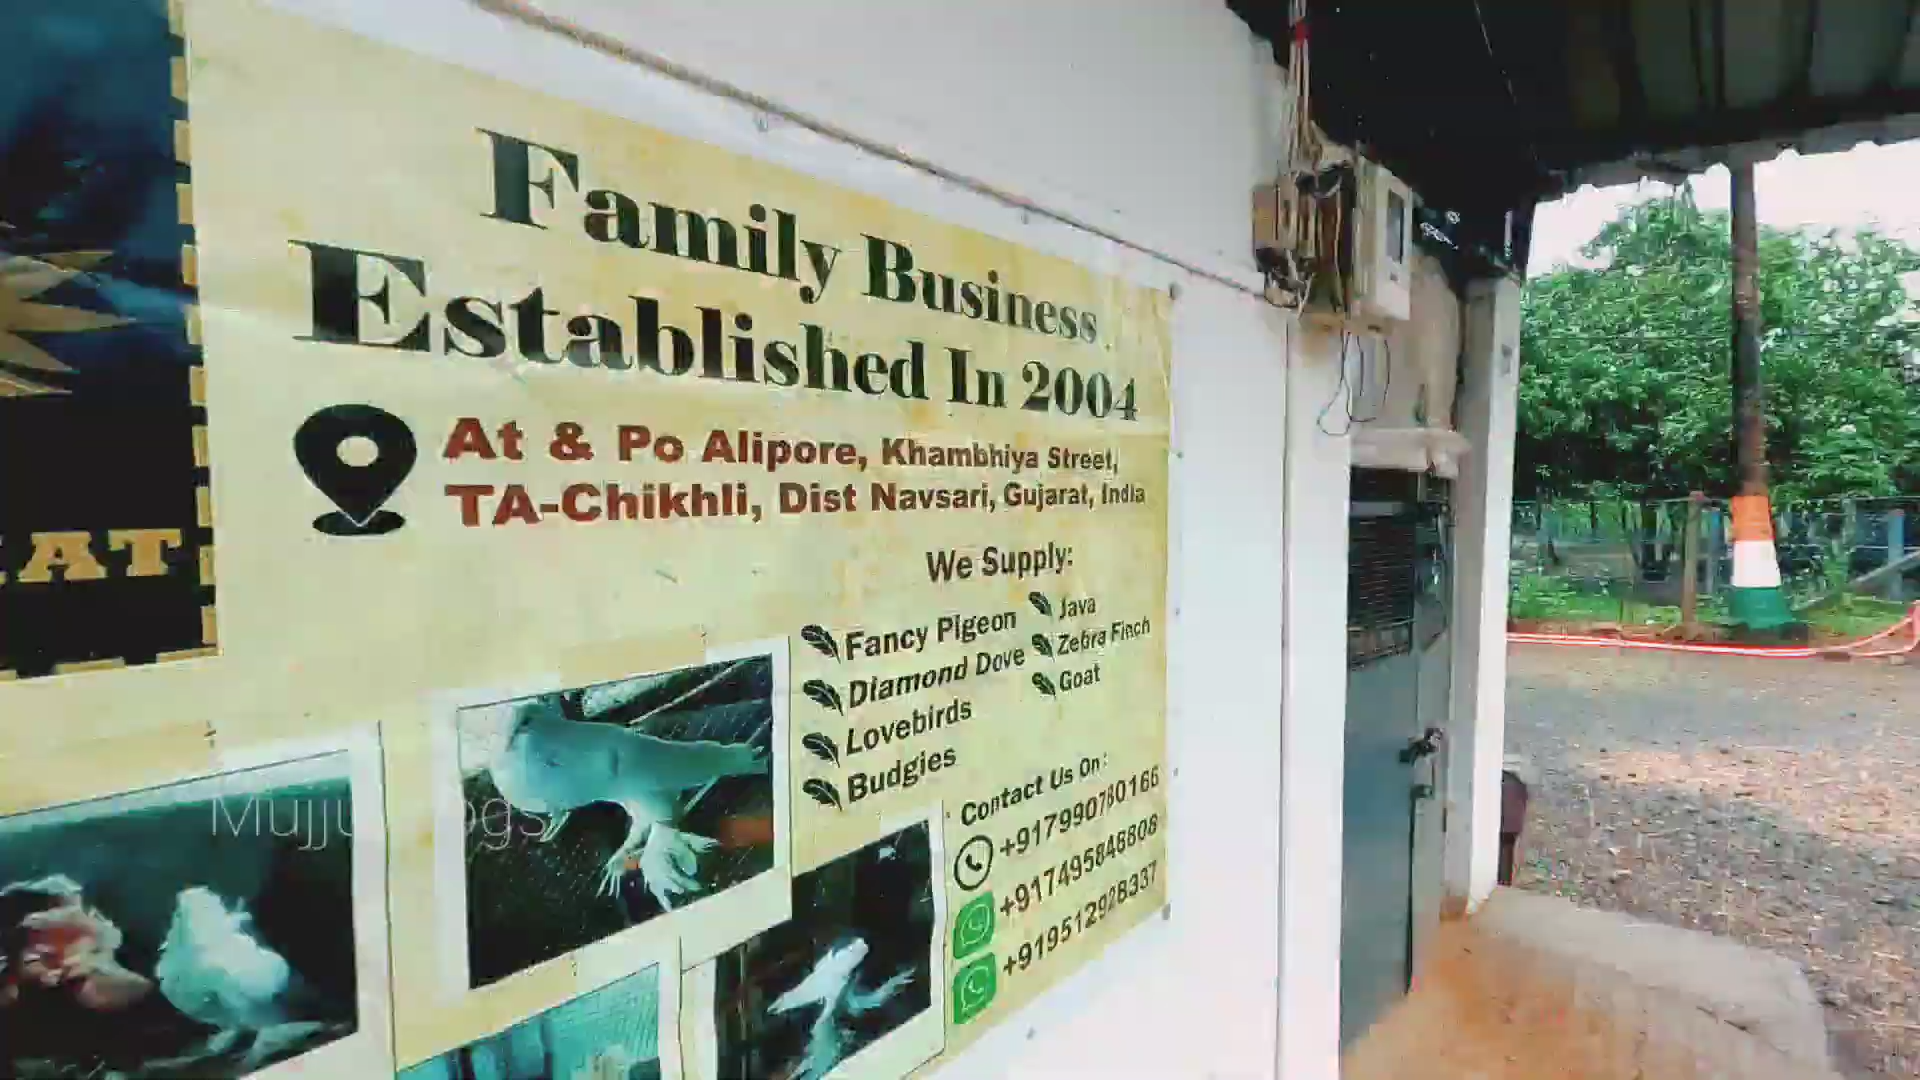 Family Business
Established In 2004
At & Po Alipore, Khambhiya Street,
TA-Chikhli, Dist Navsari, Gujarat, India
We Supply:
Fancy Pigeon
Diamond Dove
Lovebirds
Budgies
Java
Zebra Finch
Goat
Contact Us On:
+917990780166
+917495848808
+919512928337